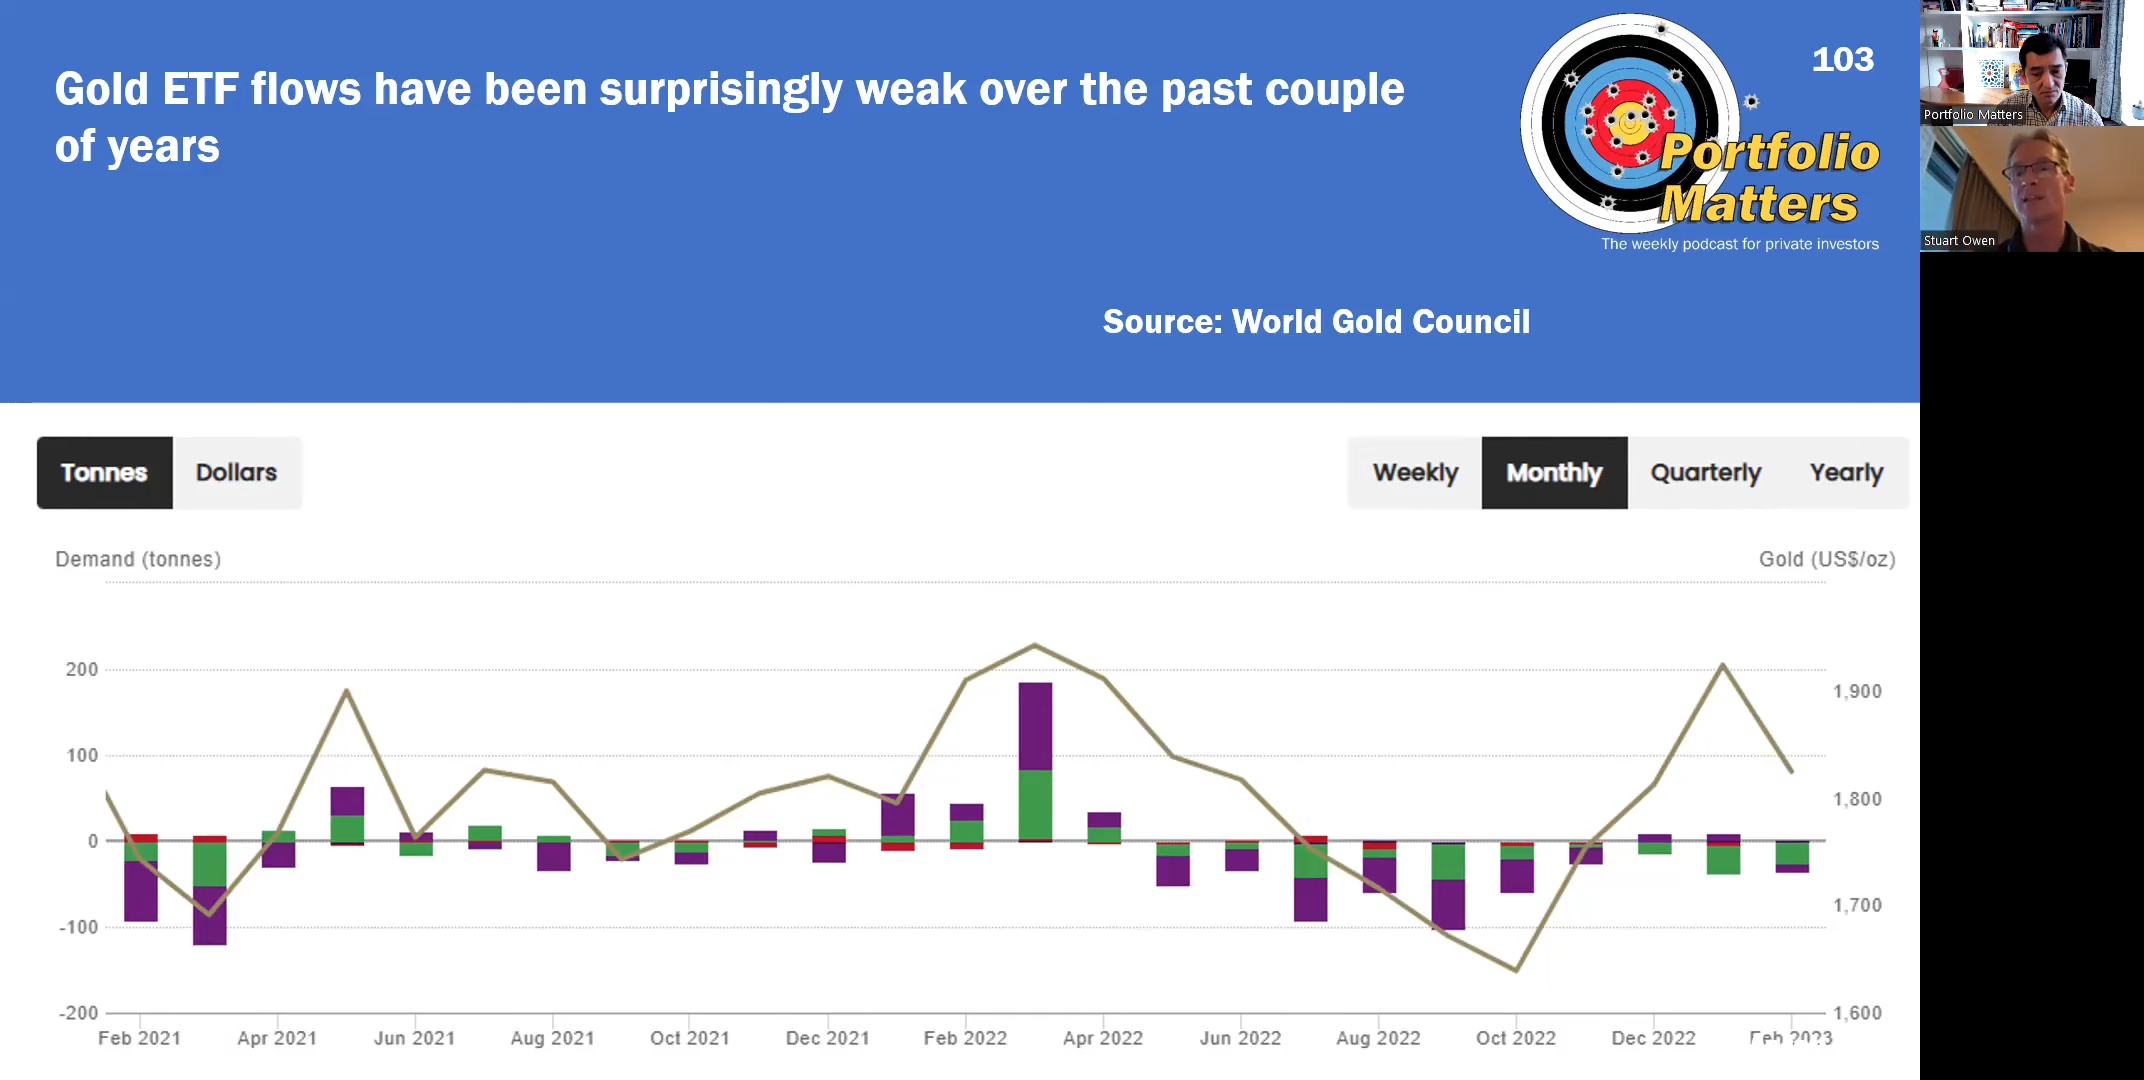 Gold ETF flows have been surprisingly weak over the past couple
of years
103
Portfolio
Matters
The weekly podcast for private investors
Source: World Gold Council
Portfolio Matters
Stuart Owen
Tonnes Dollars
Weekly Monthly Quarterly Yearly
Demand (tonnes)
Gold (US$/oz)
200
100
0
-100
-200
1,900
1,800
1,700
1,600
Feb 2021 Apr 2021 Jun 2021 Aug 2021 Oct 2021 Dec 2021 Feb 2022 Apr 2022 Jun 2022 Aug 2022 Oct 2022 Dec 2022 Feb 2023